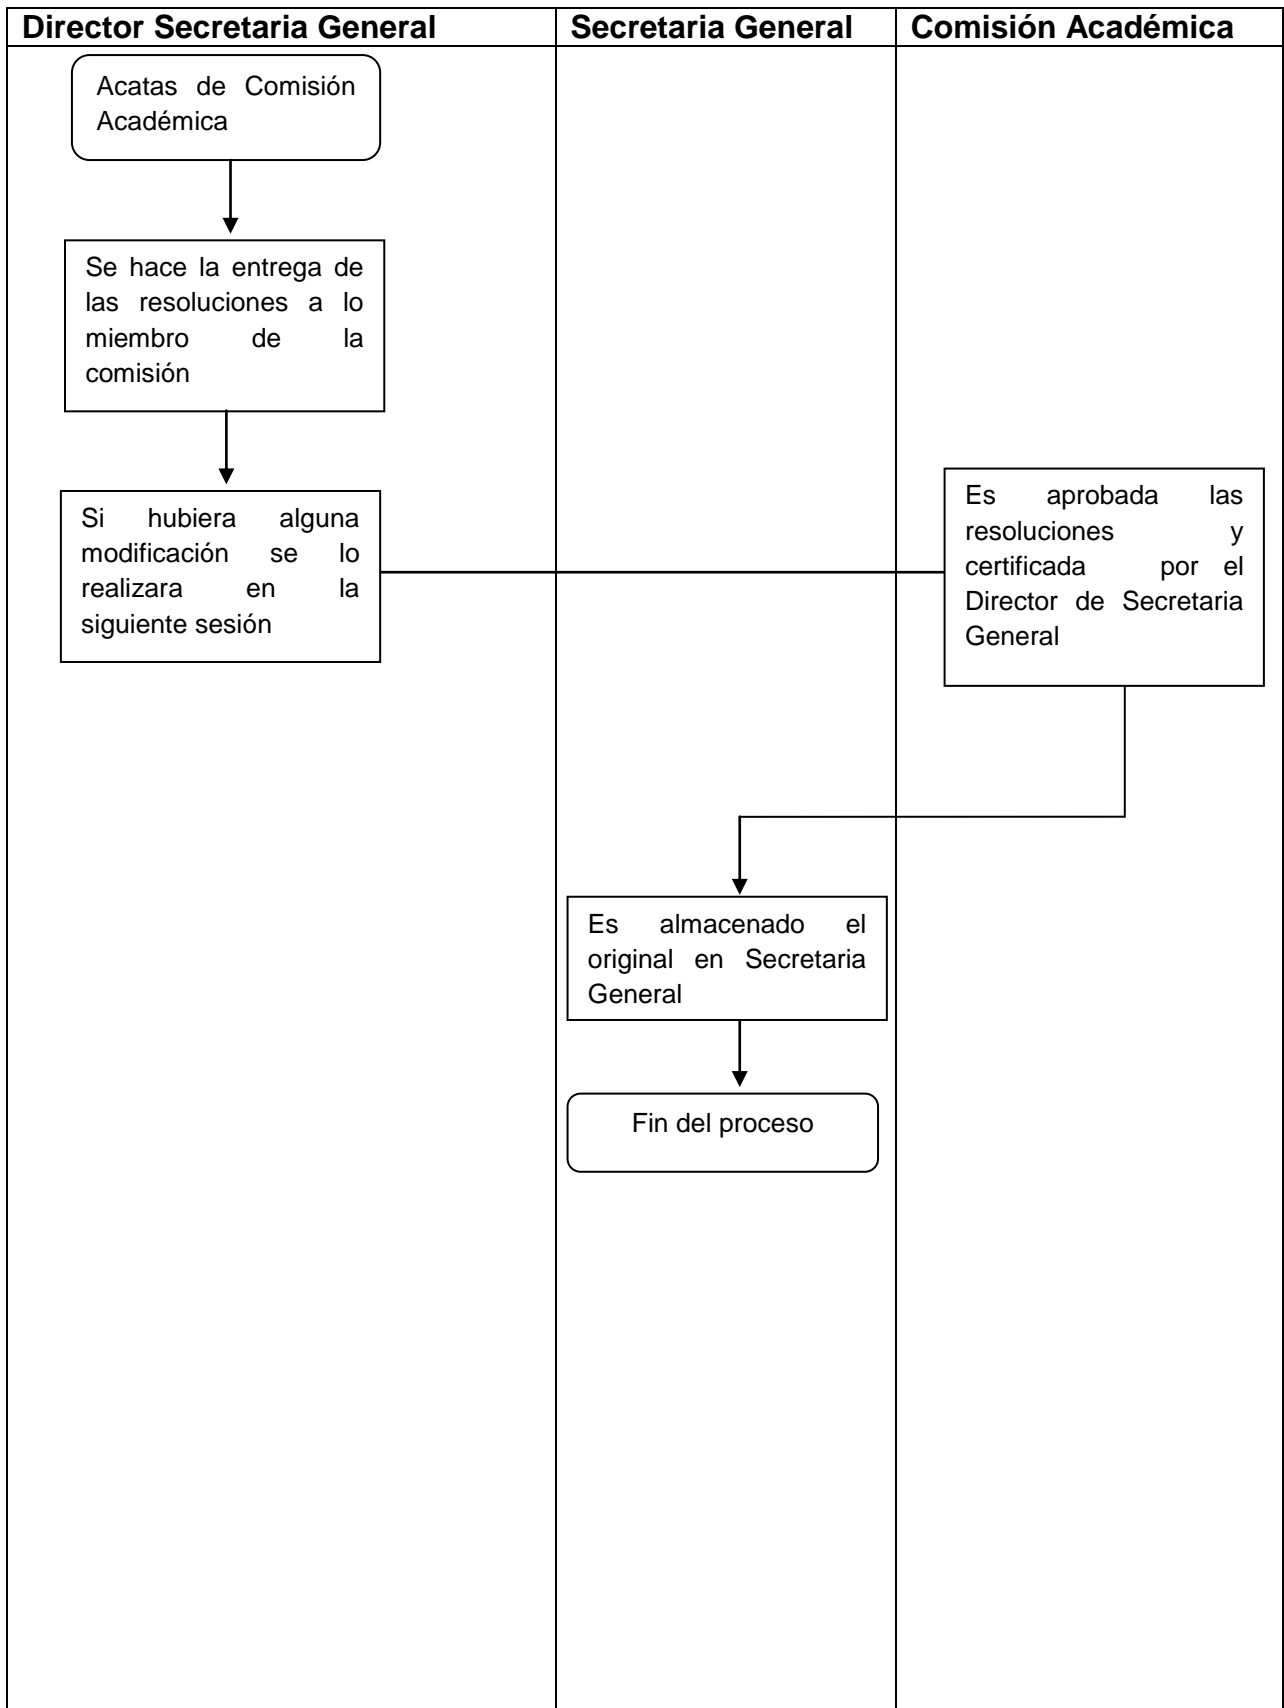 Director Secretaria General
Secretaria General
Comisión Académica
Acatas de Comisión
Académica
Se hace la entrega de
las resoluciones a lo
miembro de la
comisión
Si hubiera alguna
modificación se lo
realizara en la
siguiente sesión
Es aprobada las
resoluciones y
certificada por el
Director de Secretaria
General
Es almacenado el
original en Secretaria
General
Fin del proceso